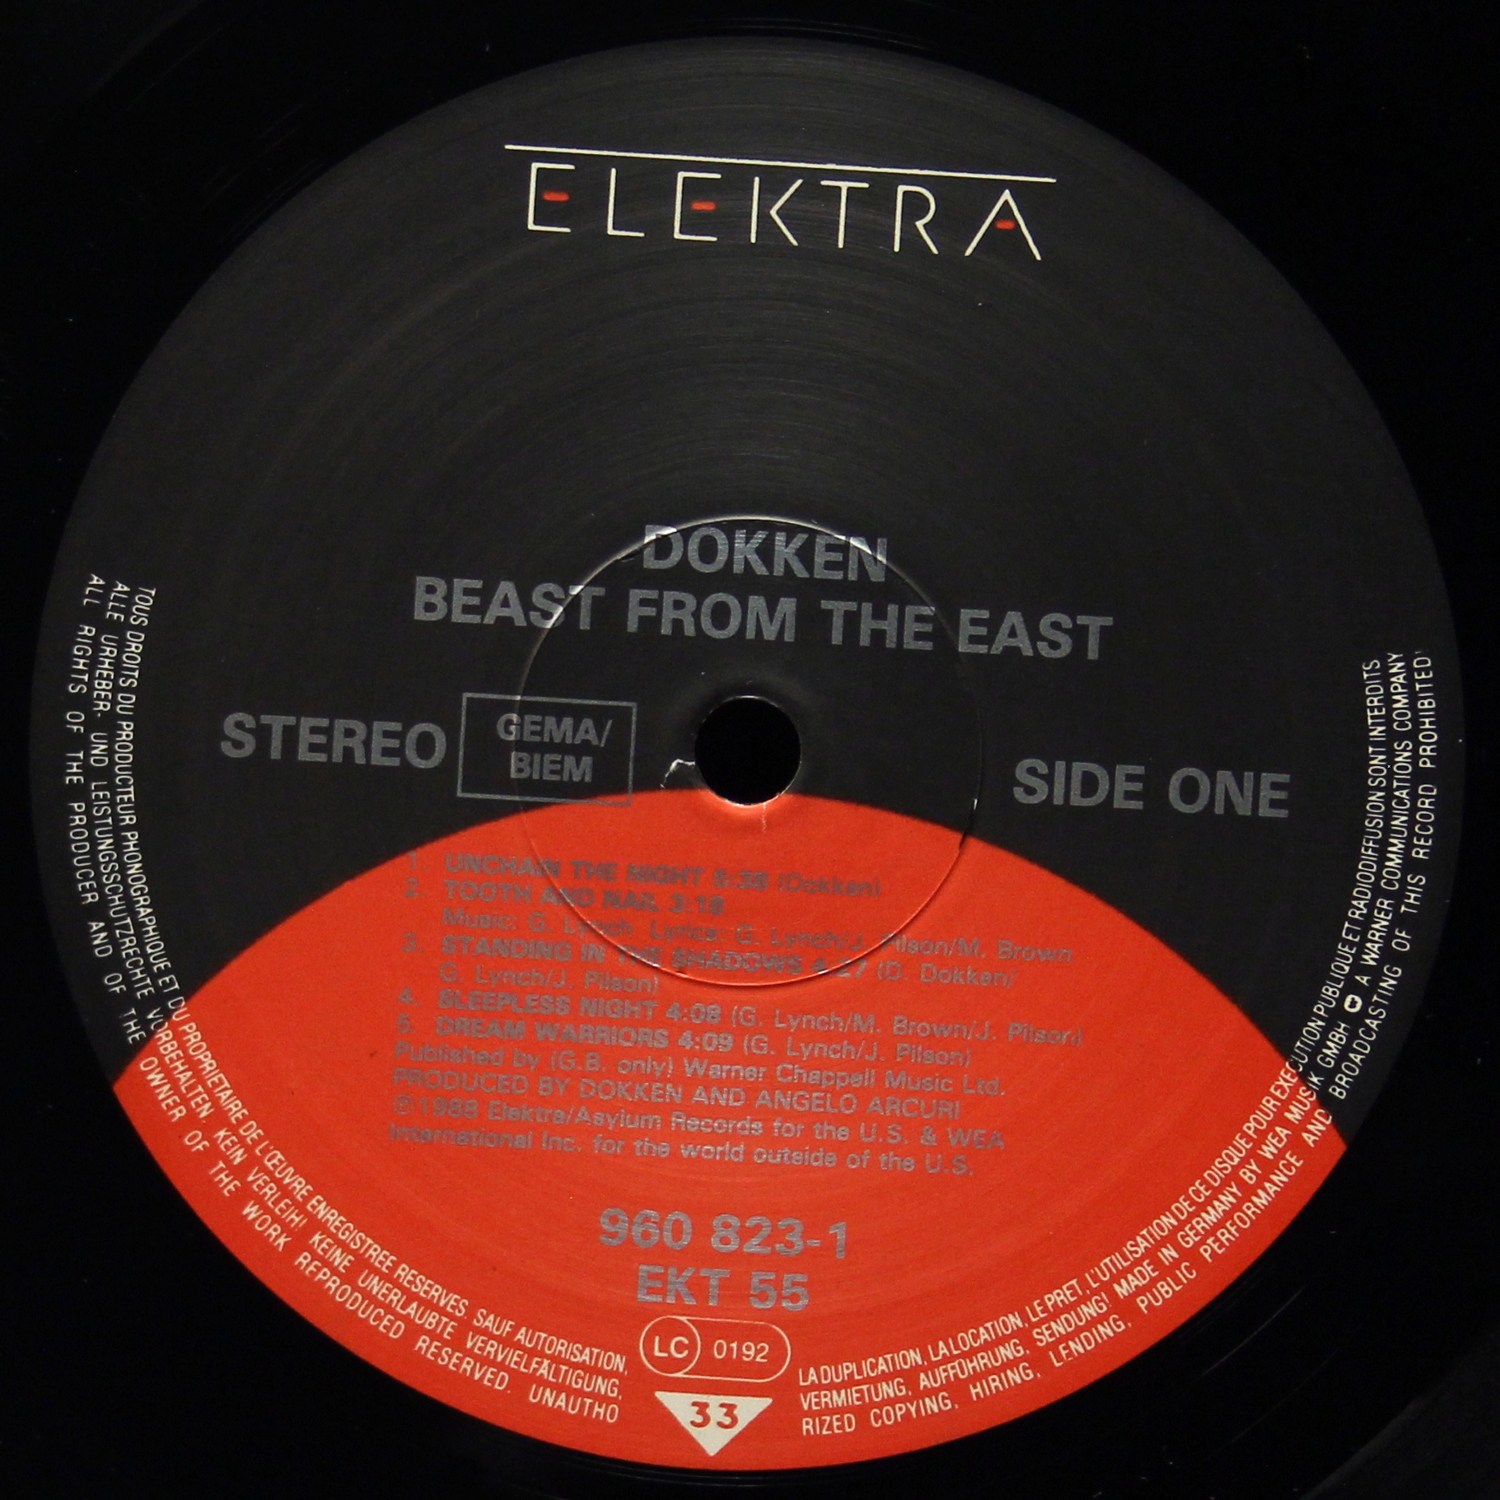 ELEKTRA
DOKKEN
BEAST FROM THE EAST
STEREO
GEMA/
BIEM
SIDE ONE
1. UNCHAIN THE NIGHT 5:36 (Dokken)
2. TOOTH AND NAIL 3:18
Music: G. Lynch Lyrics: G. Lynch/J. Pilson/M. Brown
3. STANDING IN THE SHADOWS 4:27 (D. Dokken/
G. Lynch/J. Pilson)
4. SLEEPLESS NIGHT 4:08 (G. Lynch/M. Brown/J. Pilson)
5. DREAM WARRIORS 4:09 (G. Lynch/J. Pilson)
Published by (G.B. only) Warner Chappell Music Ltd.
PRODUCED BY DOKKEN AND ANGELO ARCURI
℗ 1988 Elektra/Asylum Records for the U.S. & WEA
International Inc. for the world outside of the U.S.
960 823-1
EKT 55
LC 0192
33
TOUS DROITS DU PRODUCTEUR PHONOGRAPHIQUE ET DU PROPRIETAIRE DE L'ŒUVRE ENREGISTREE RESERVES. SAUF AUTORISATION, LA DUPLICATION, LA LOCATION, LE PRET, L'UTILISATION DE CE DISQUE POUR EXECUTION PUBLIQUE ET RADIODIFFUSION SONT INTERDITS
ALLE URHEBER- UND LEISTUNGSSCHUTZRECHTE VORBEHALTEN. KEIN VERLEIH! KEINE UNERLAUBTE VERVIELFÄLTIGUNG, VERMIETUNG, AUFFÜHRUNG, SENDUNG! MADE IN GERMANY BY WEA MUSIK GMBH A WARNER COMMUNICATIONS COMPANY
ALL RIGHTS OF THE PRODUCER AND OF THE OWNER OF THE WORK REPRODUCED RESERVED. UNAUTHORIZED COPYING, HIRING, LENDING, PUBLIC PERFORMANCE AND BROADCASTING OF THIS RECORD PROHIBITED